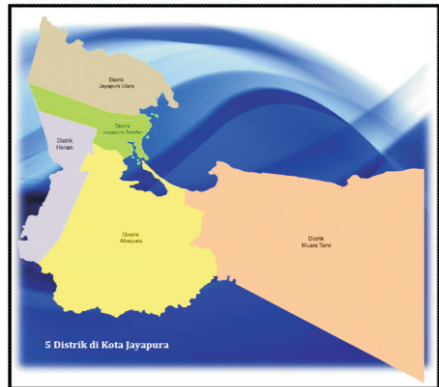 Distrik
Jayapura Utara
Distrik
Jayapura Selatan
Distrik
Heram
Distrik
Abepura
Distrik
Muara Tami
5 Distrik di Kota Jayapura